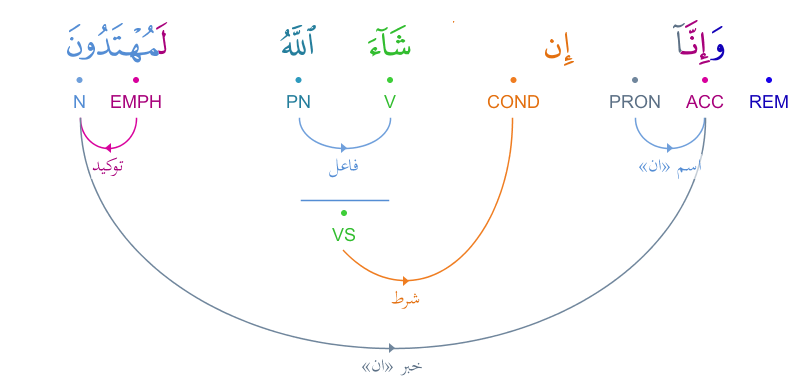 وَإِنَّآ إِن شَآءَ ٱللَّهُ لَمُهْتَدُونَ
REM ACC PRON COND V PN EMPH N
اسم «ان» فاعل توكيد
VS
شرط
خبر «ان»